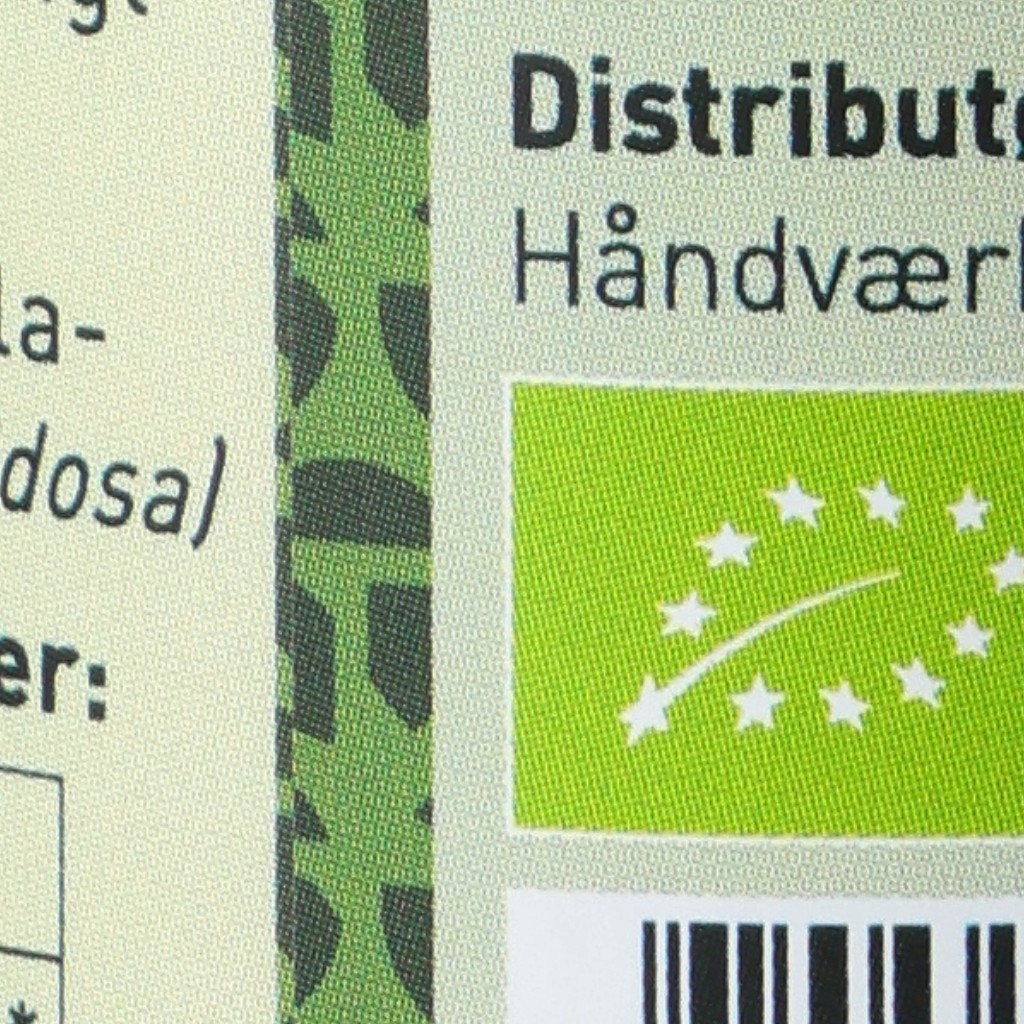 la-
dosa)
er:
*
Distribut
Håndvær